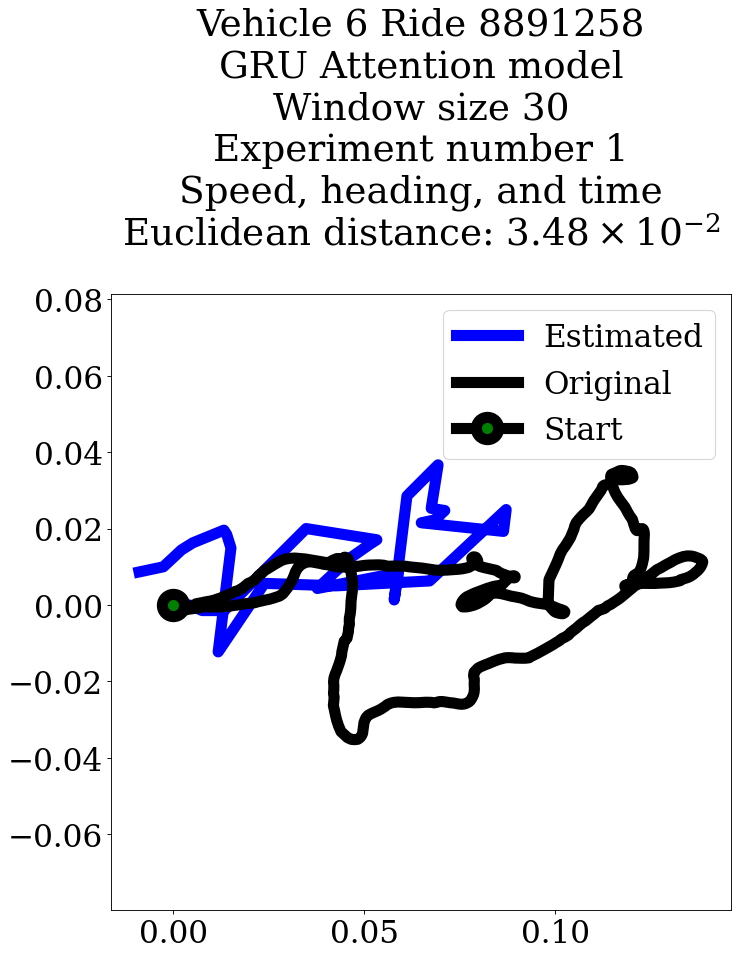 Vehicle 6 Ride 8891258
GRU Attention model
Window size 30
Experiment number 1
Speed, heading, and time
Euclidean distance: 3.48 × 10⁻²
Estimated
Original
Start
0.08
0.06
0.04
0.02
0.00
−0.02
−0.04
−0.06
0.00 0.05 0.10